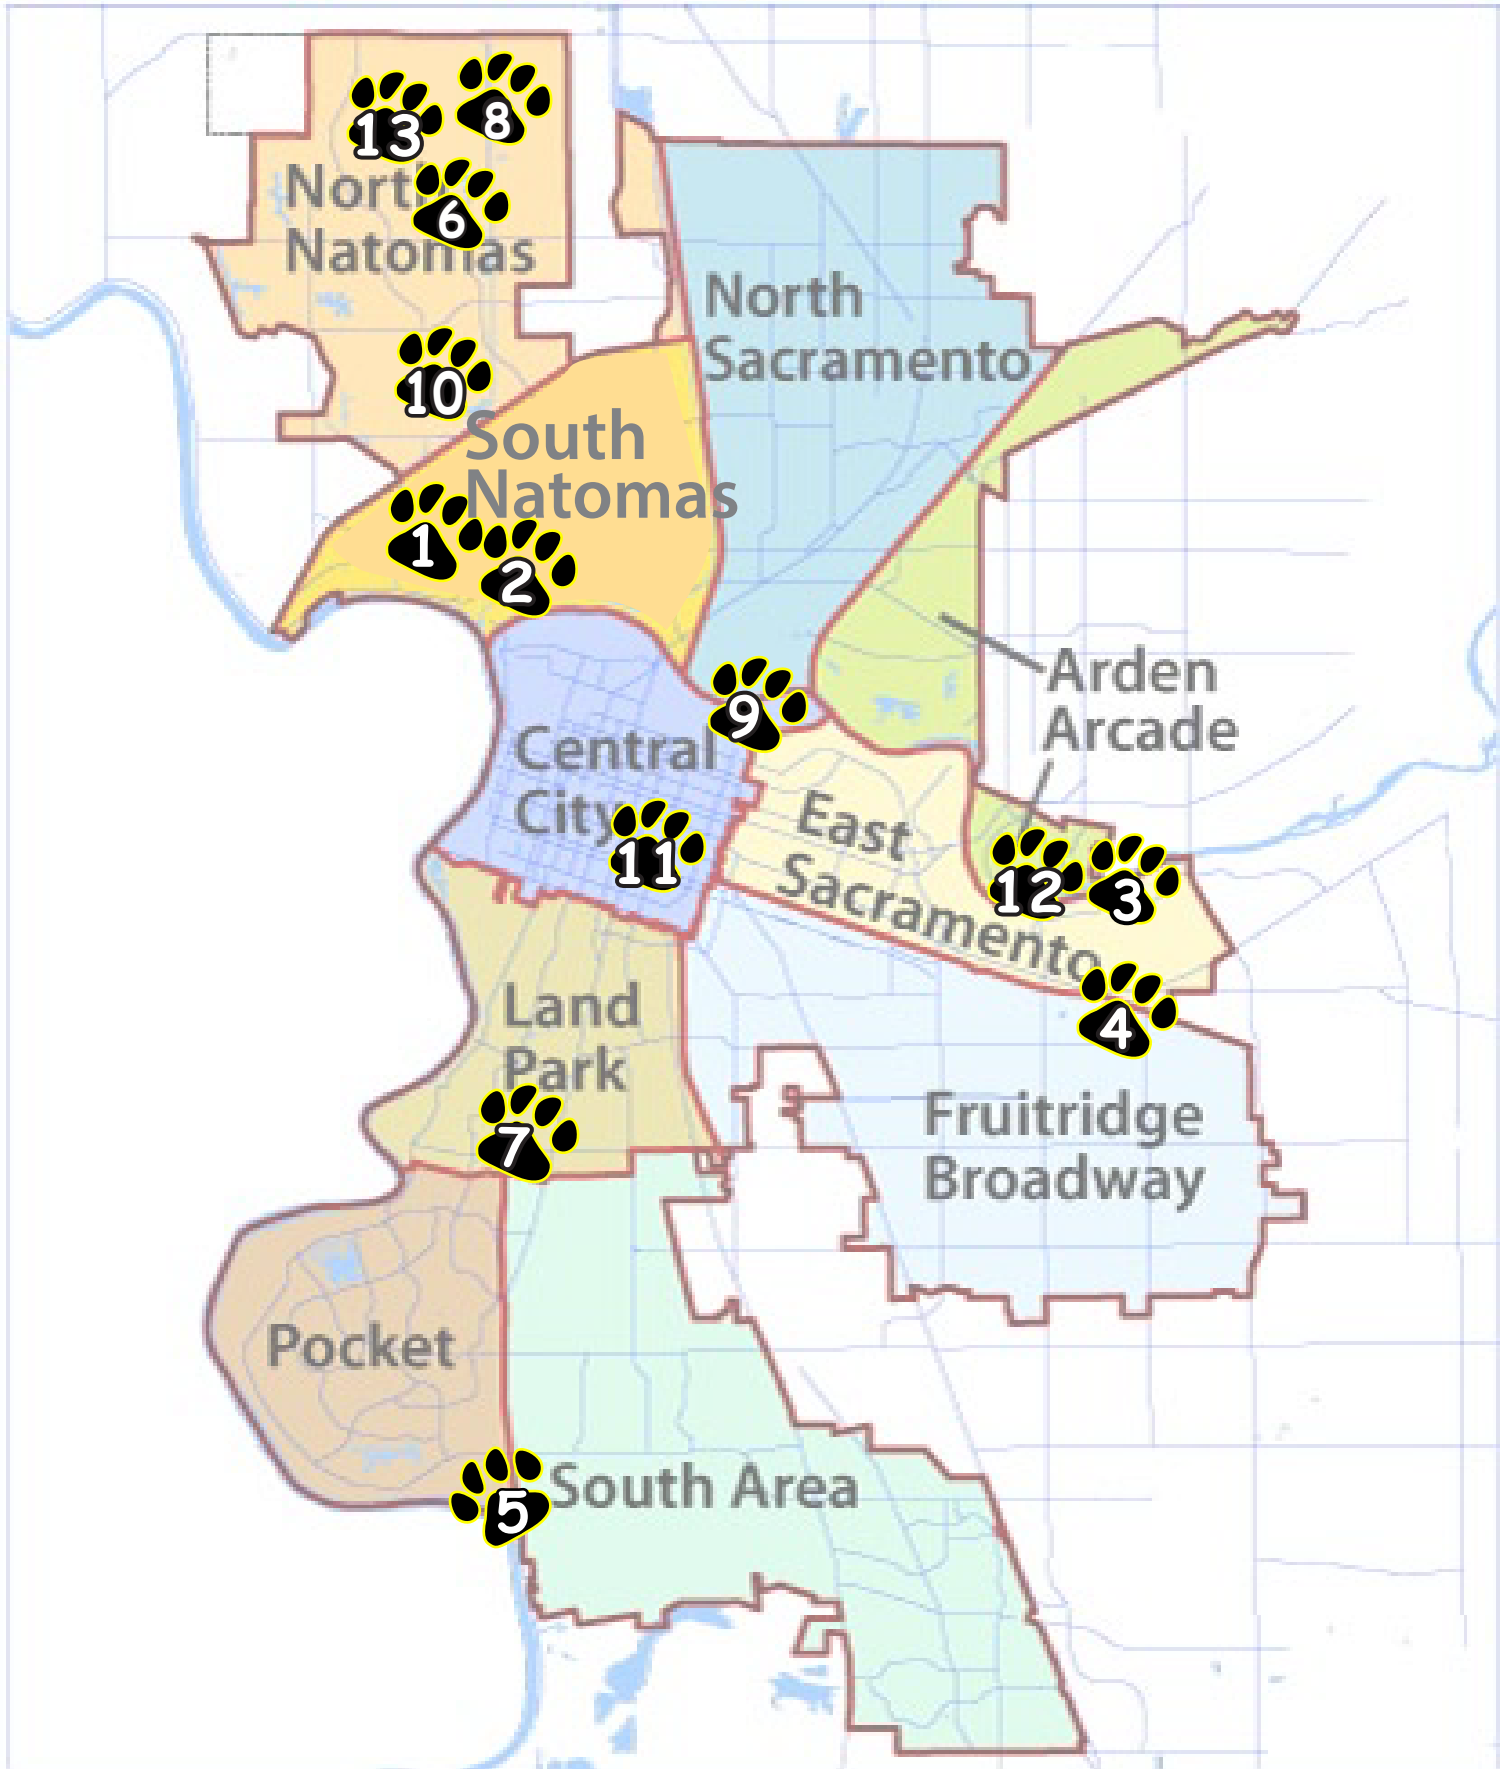 13
8
North
6
Natomas
North
Sacramento
10
South
Natomas
1
2
Arden
Arcade
9
Central
City
East
Sacramento
11
12
3
Land
Park
4
Fruitridge
Broadway
7
Pocket
South Area
5